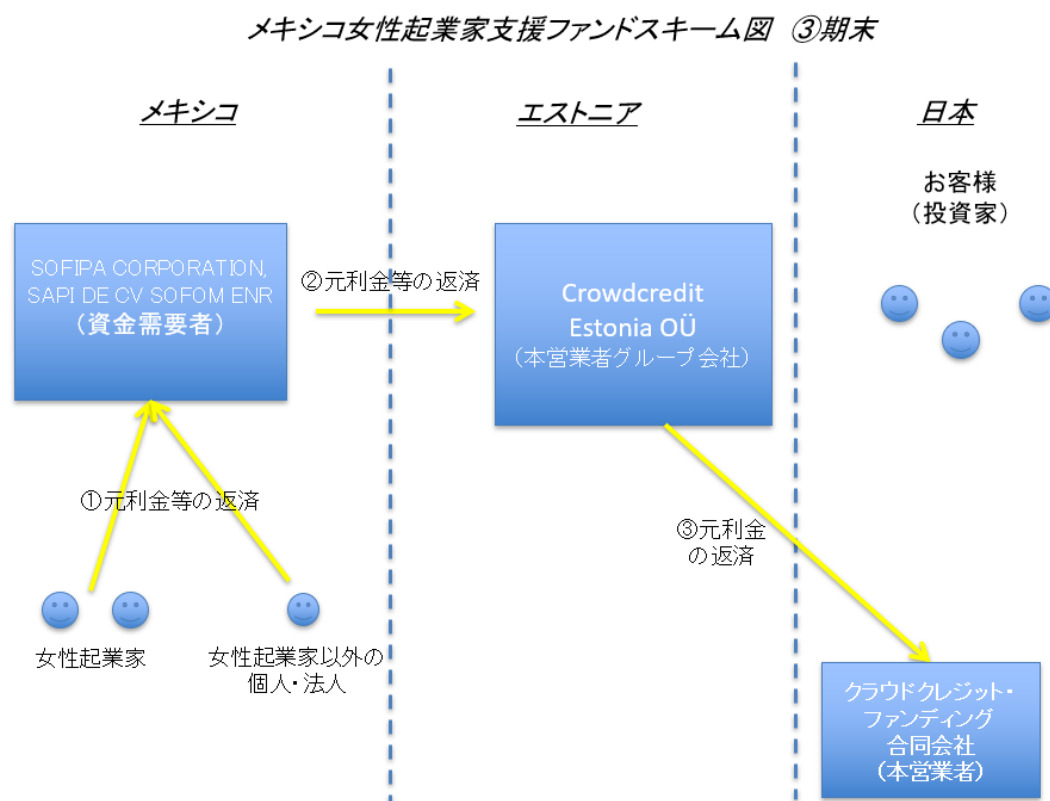 メキシコ女性起業家支援ファンドスキーム図 ③期末
メキシコ
エストニア
日本
お客様
（投資家）
SOFIPA CORPORATION,
SAPI DE CV SOFOM ENR
（資金需要者）
②元利金等の返済
Crowdcredit
Estonia OÜ
（本営業者グループ会社）
①元利金等の返済
③元利金
の返済
女性起業家
女性起業家以外の
個人・法人
クラウドクレジット・
ファンディング
合同会社
（本営業者）